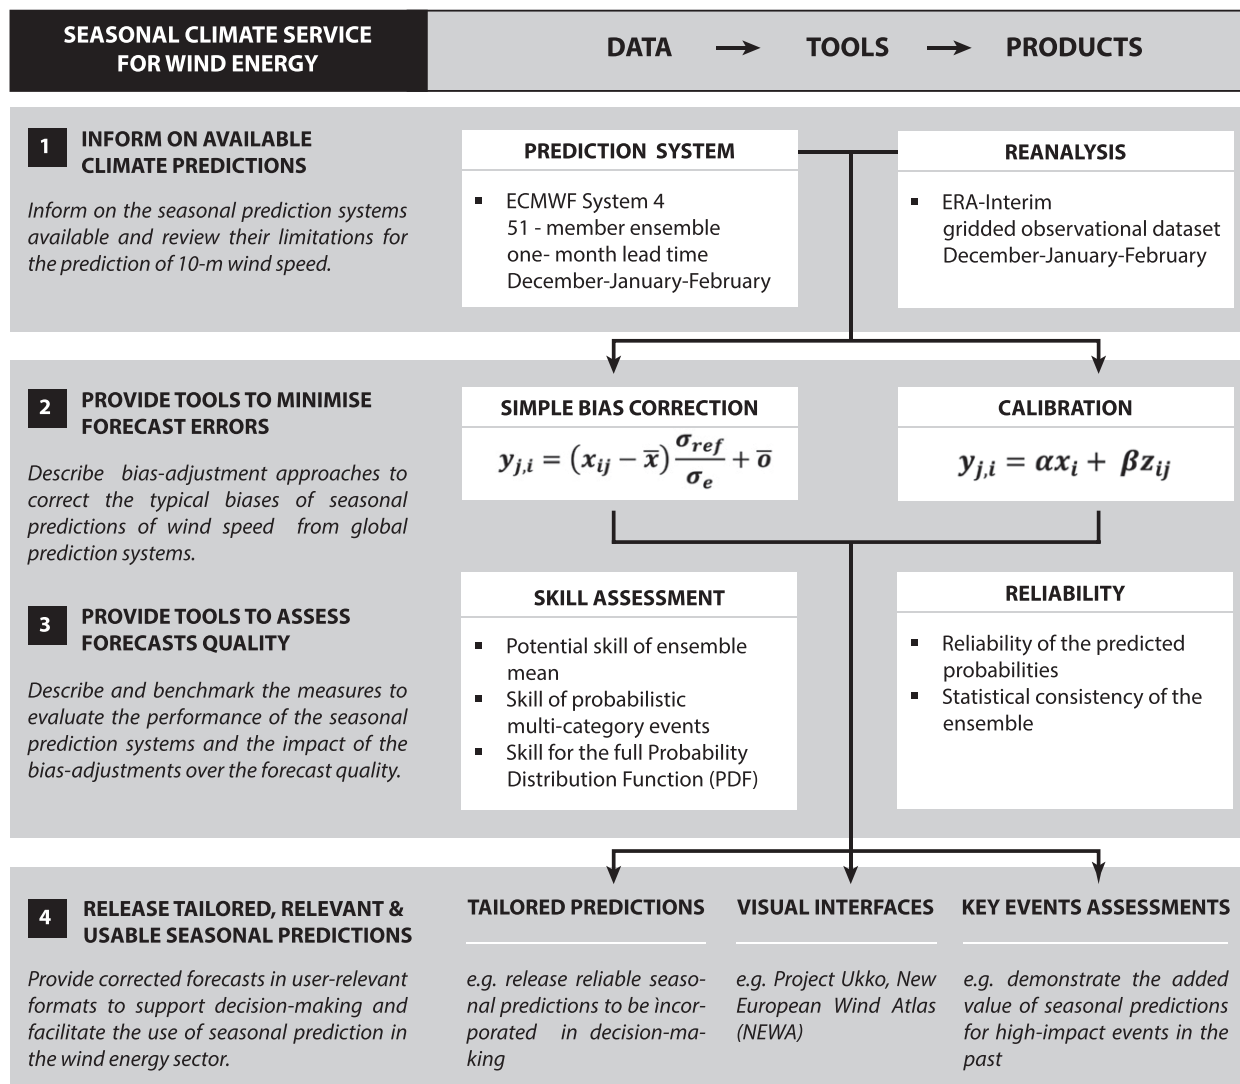 SEASONAL CLIMATE SERVICE
FOR WIND ENERGY
DATA → TOOLS → PRODUCTS
1 INFORM ON AVAILABLE
CLIMATE PREDICTIONS
Inform on the seasonal prediction systems
available and review their limitations for
the prediction of 10-m wind speed.
PREDICTION SYSTEM
▪ ECMWF System 4
51 - member ensemble
one- month lead time
December-January-February
REANALYSIS
▪ ERA-Interim
gridded observational dataset
December-January-February
2 PROVIDE TOOLS TO MINIMISE
FORECAST ERRORS
Describe bias-adjustment approaches to
correct the typical biases of seasonal
predictions of wind speed from global
prediction systems.
SIMPLE BIAS CORRECTION
y_{j,i} = (x_{ij} − x̄) σ_{ref}/σ_e + ō
CALIBRATION
y_{j,i} = αx_i + βz_{ij}
3 PROVIDE TOOLS TO ASSESS
FORECASTS QUALITY
Describe and benchmark the measures to
evaluate the performance of the seasonal
prediction systems and the impact of the
bias-adjustments over the forecast quality.
SKILL ASSESSMENT
▪ Potential skill of ensemble
mean
▪ Skill of probabilistic
multi-category events
▪ Skill for the full Probability
Distribution Function (PDF)
RELIABILITY
▪ Reliability of the predicted
probabilities
▪ Statistical consistency of the
ensemble
4 RELEASE TAILORED, RELEVANT &
USABLE SEASONAL PREDICTIONS
Provide corrected forecasts in user-relevant
formats to support decision-making and
facilitate the use of seasonal prediction in
the wind energy sector.
TAILORED PREDICTIONS
e.g. release reliable seaso-
nal predictions to be ìncor-
porated in decision-ma-
king
VISUAL INTERFACES
e.g. Project Ukko, New
European Wind Atlas
(NEWA)
KEY EVENTS ASSESSMENTS
e.g. demonstrate the added
value of seasonal predictions
for high-impact events in the
past